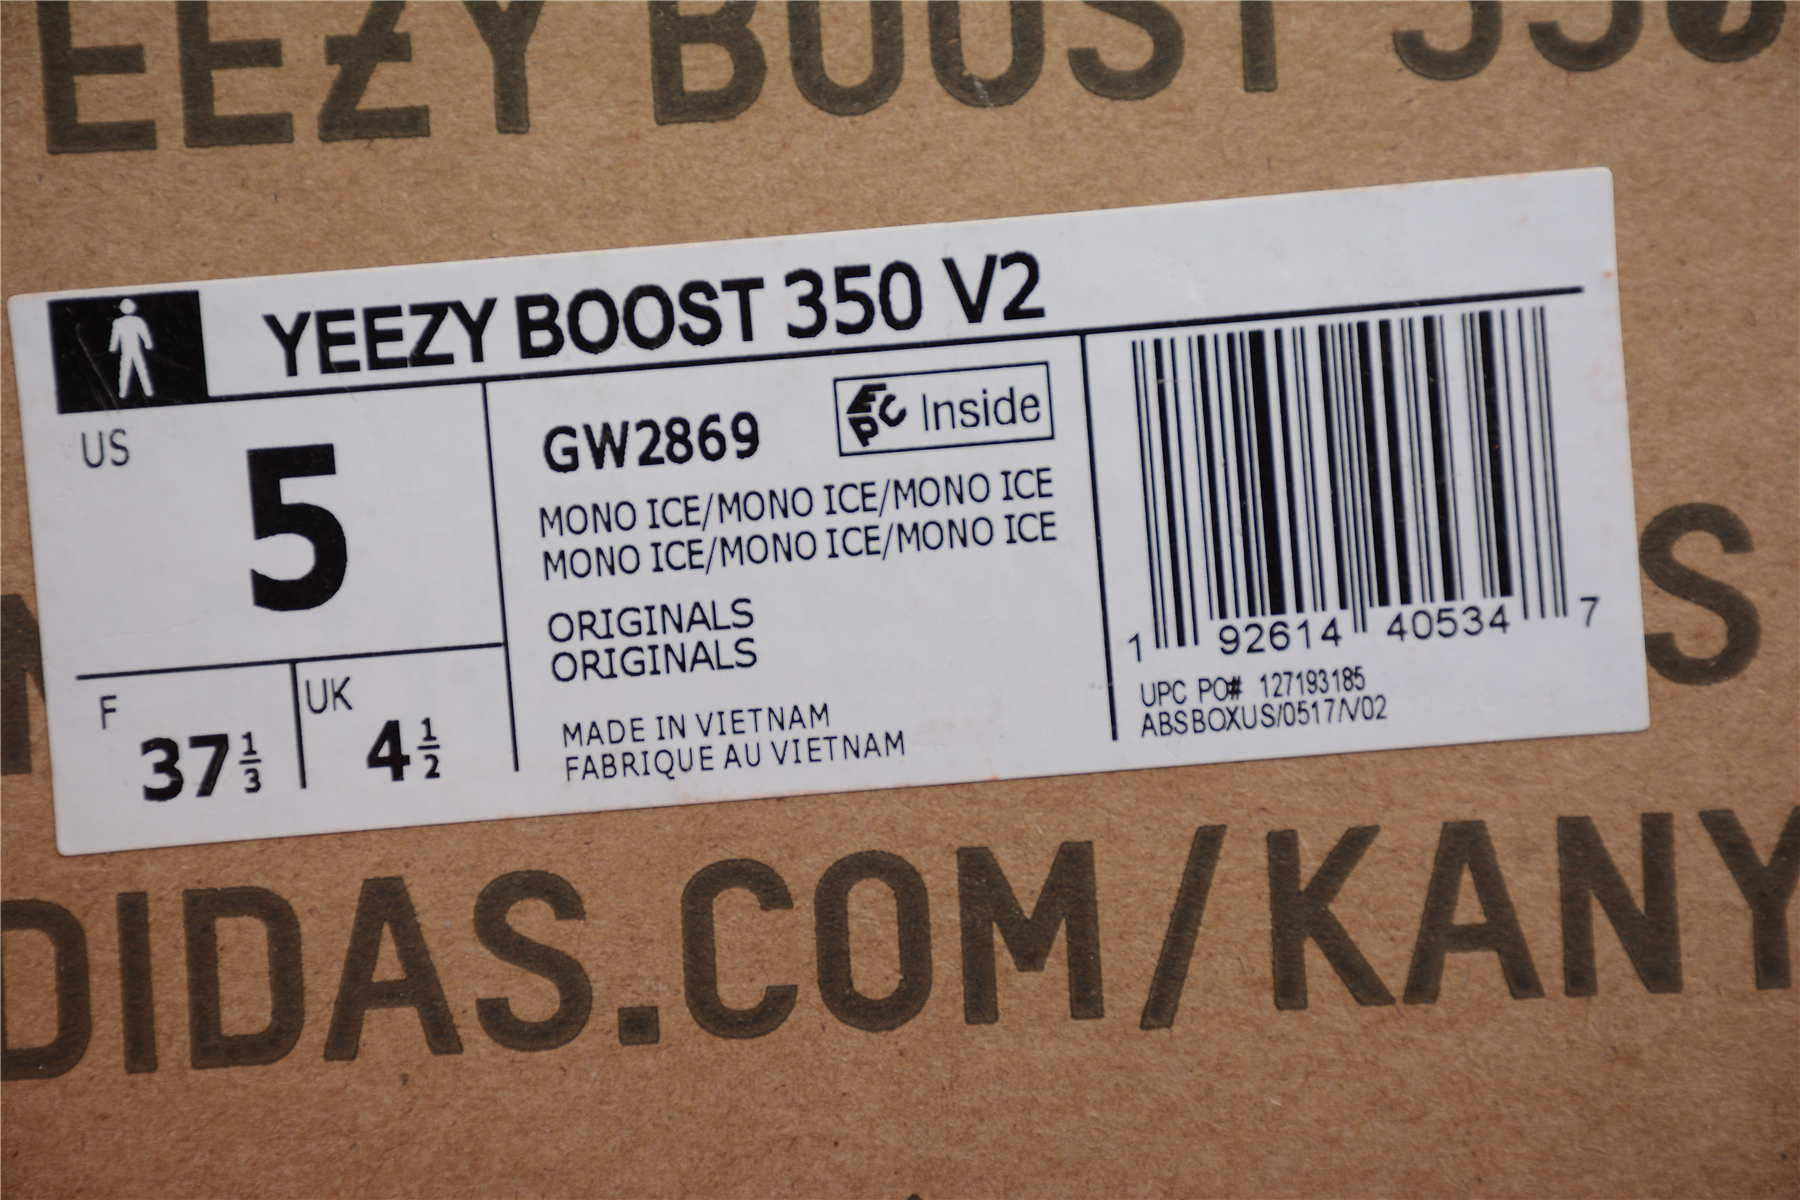 EEZY BOOST 350
YEEZY BOOST 350 V2
US
5
F
37 1/3
UK
4 1/2
GW2869
EPC Inside
MONO ICE/MONO ICE/MONO ICE
MONO ICE/MONO ICE/MONO ICE
ORIGINALS
ORIGINALS
MADE IN VIETNAM
FABRIQUE AU VIETNAM
1 92614 40534 7
UPC PO# 127193185
ABSBOXUS/0517/V02
S
DIDAS.COM/KANY